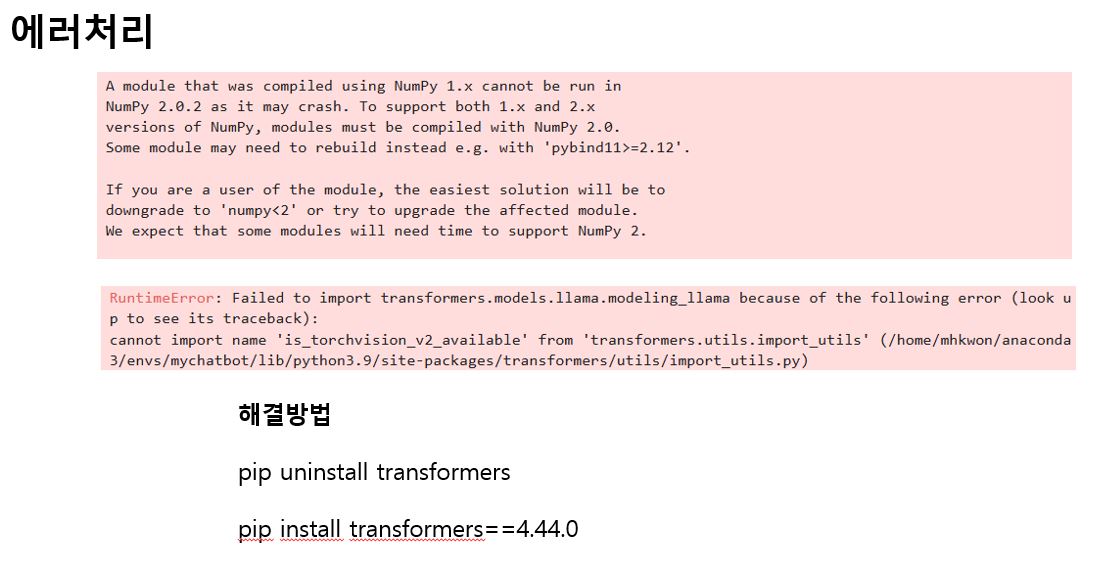 에러처리
A module that was compiled using NumPy 1.x cannot be run in
NumPy 2.0.2 as it may crash. To support both 1.x and 2.x
versions of NumPy, modules must be compiled with NumPy 2.0.
Some module may need to rebuild instead e.g. with 'pybind11>=2.12'.
If you are a user of the module, the easiest solution will be to
downgrade to 'numpy<2' or try to upgrade the affected module.
We expect that some modules will need time to support NumPy 2.
RuntimeError: Failed to import transformers.models.llama.modeling_llama because of the following error (look u
p to see its traceback):
cannot import name 'is_torchvision_v2_available' from 'transformers.utils.import_utils' (/home/mhkwon/anaconda
3/envs/mychatbot/lib/python3.9/site-packages/transformers/utils/import_utils.py)
해결방법
pip uninstall transformers
pip install transformers==4.44.0